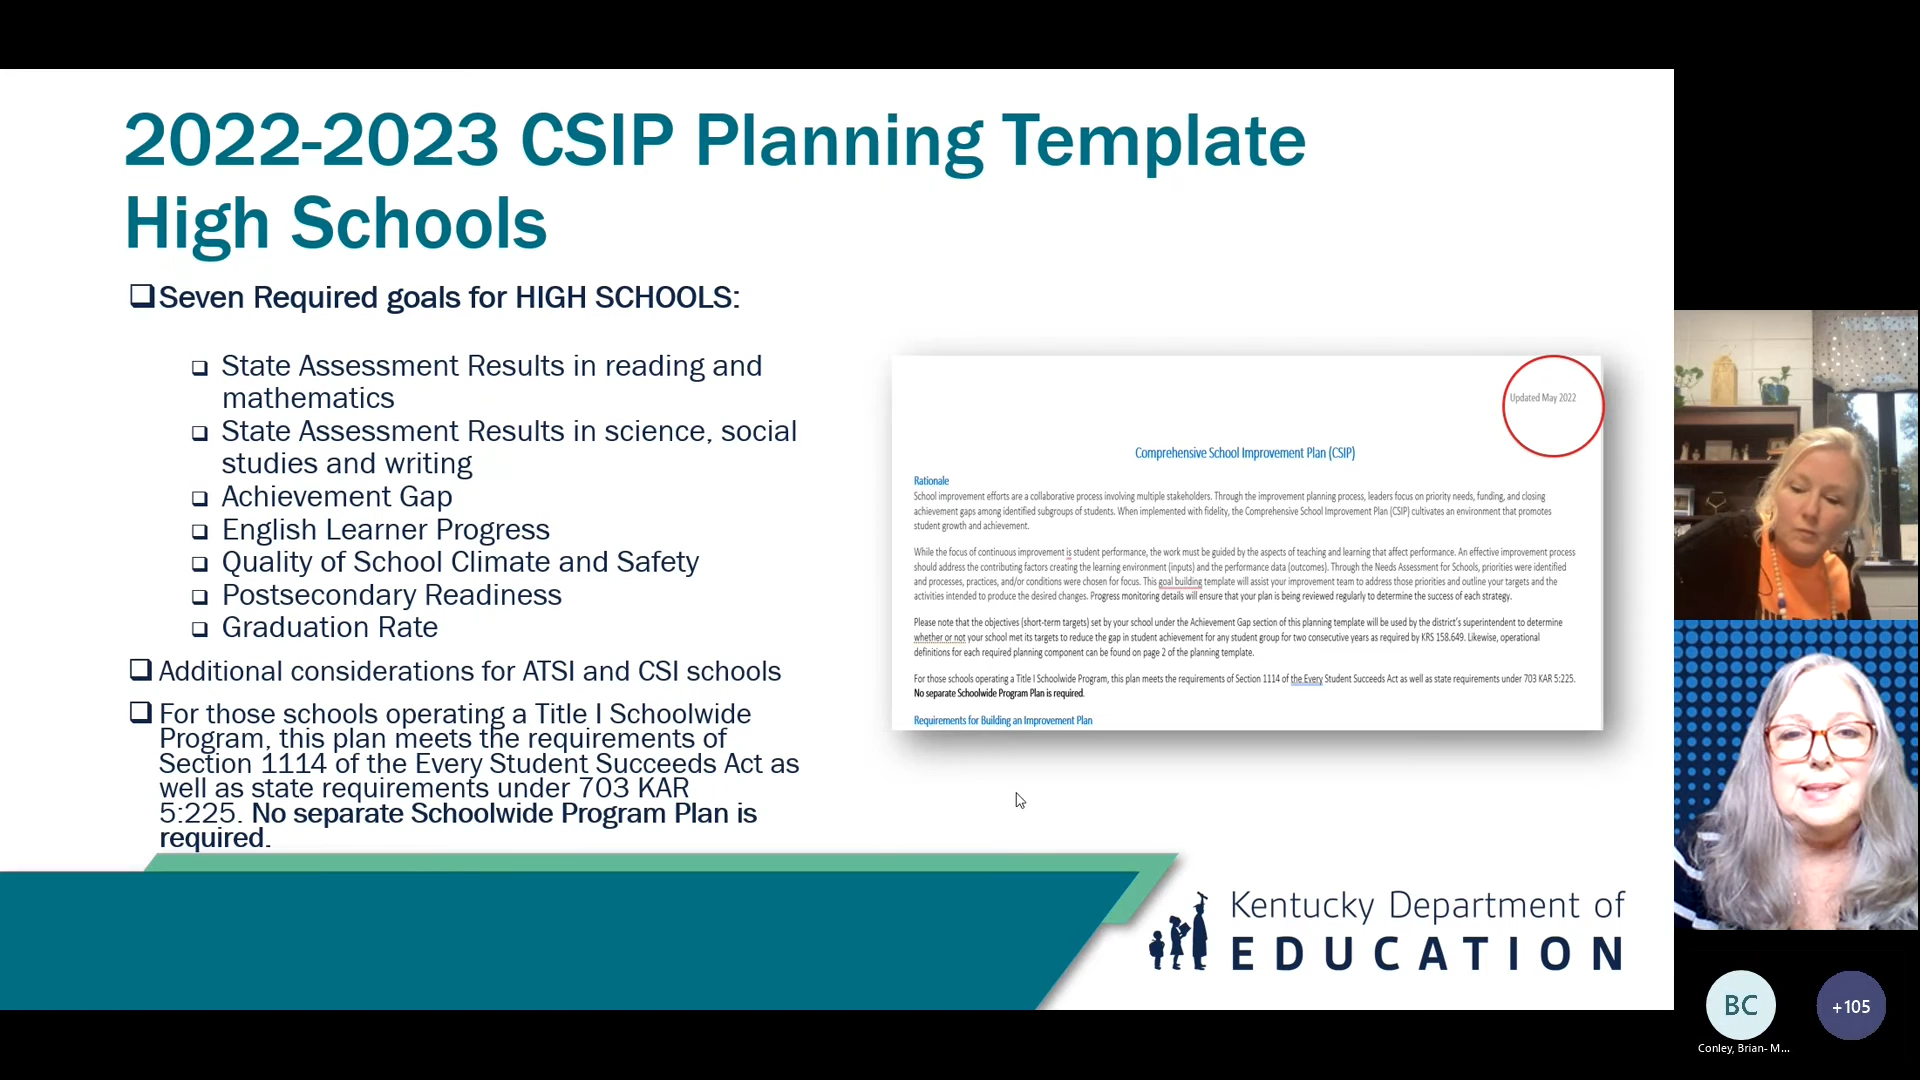 2022-2023 CSIP Planning Template
High Schools
Seven Required goals for HIGH SCHOOLS:
State Assessment Results in reading and
mathematics
State Assessment Results in science, social
studies and writing
Achievement Gap
English Learner Progress
Quality of School Climate and Safety
Postsecondary Readiness
Graduation Rate
Additional considerations for ATSI and CSI schools
For those schools operating a Title I Schoolwide
Program, this plan meets the requirements of
Section 1114 of the Every Student Succeeds Act as
well as state requirements under 703 KAR
5:225. No separate Schoolwide Program Plan is
required.
Updated May 2022
Comprehensive School Improvement Plan (CSIP)
Rationale
School improvement efforts are a collaborative process involving multiple stakeholders. Through the improvement planning process, leaders focus on priority needs, funding, and closing
achievement gaps among identified subgroups of students. When implemented with fidelity, the Comprehensive School Improvement Plan (CSIP) cultivates an environment that promotes
student growth and achievement.
While the focus of continuous improvement is student performance, the work must be guided by the aspects of teaching and learning that affect performance. An effective improvement process
should address the contributing factors creating the learning environment (inputs) and the performance data (outcomes). Through the Needs Assessment for Schools, priorities were identified
and processes, practices, and/or conditions were chosen for focus. This goal building template will assist your improvement team to address those priorities and outline your targets and the
activities intended to produce the desired changes. Progress monitoring details will ensure that your plan is being reviewed regularly to determine the success of each strategy.
Please note that the objectives (short-term targets) set by your school under the Achievement Gap section of this planning template will be used by the district's superintendent to determine
whether or not your school met its targets to reduce the gap in student achievement for any student group for two consecutive years as required by KRS 158.649. Likewise, operational
definitions for each required planning component can be found on page 2 of the planning template.
For those schools operating a Title I Schoolwide Program, this plan meets the requirements of Section 1114 of the Every Student Succeeds Act as well as state requirements under 703 KAR 5:225.
No separate Schoolwide Program Plan is required.
Requirements for Building an Improvement Plan
Kentucky Department of
EDUCATION
BC
+105
Conley, Brian- M...